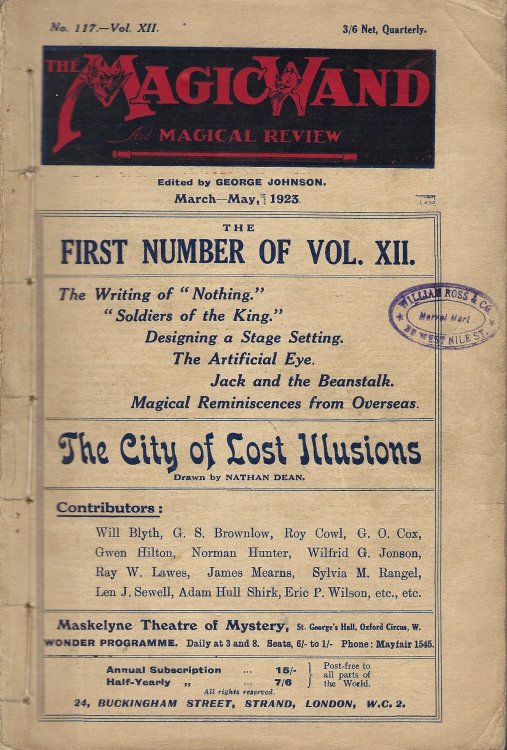 No. 117.—Vol. XII.
3/6 Net, Quarterly.
THE MAGIC WAND
And MAGICAL REVIEW
Edited by GEORGE JOHNSON.
March—May, 1923
THE
FIRST NUMBER OF VOL. XII.
The Writing of "Nothing."
"Soldiers of the King."
Designing a Stage Setting.
The Artificial Eye.
Jack and the Beanstalk.
Magical Reminiscences from Overseas.
WILLIAM ROSS & CO.
Marvel Mart
WEST NILE ST.
The City of Lost Illusions
Drawn by NATHAN DEAN.
Contributors:
Will Blyth, G. S. Brownlow, Roy Cowl, G. O. Cox,
Gwen Hilton, Norman Hunter, Wilfrid G. Jonson,
Ray W. Lawes, James Mearns, Sylvia M. Rangel,
Len J. Sewell, Adam Hull Shirk, Eric P. Wilson, etc., etc.
Maskelyne Theatre of Mystery, St. George's Hall, Oxford Circus, W.
WONDER PROGRAMME. Daily at 3 and 8. Seats, 6/- to 1/- Phone: Mayfair 1545.
Annual Subscription ... 15/-
Half-Yearly „ ... 7/6
Post-free to
all parts of
the World.
All rights reserved.
24, BUCKINGHAM STREET, STRAND, LONDON, W.C. 2.